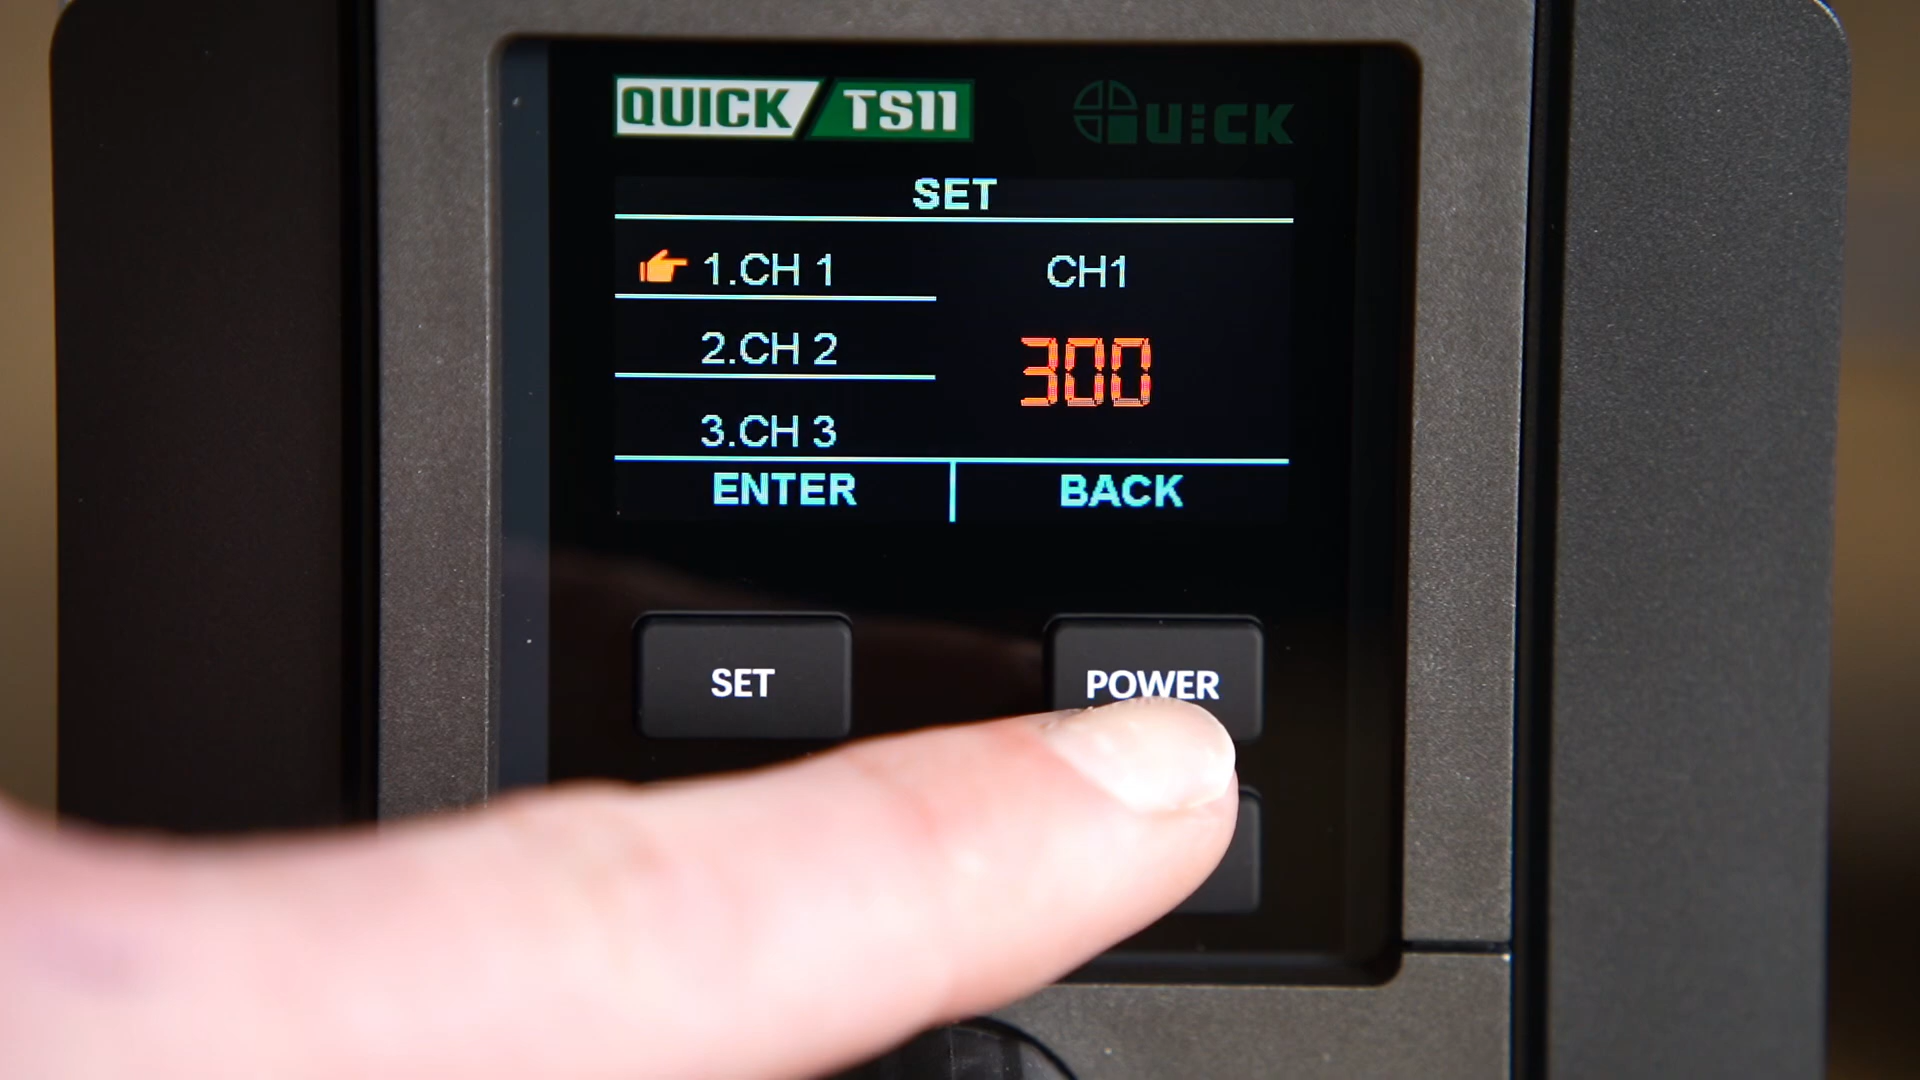 QUICK TS11 QUICK
SET
1.CH 1 CH1
2.CH 2 300
3.CH 3
ENTER BACK
SET POWER